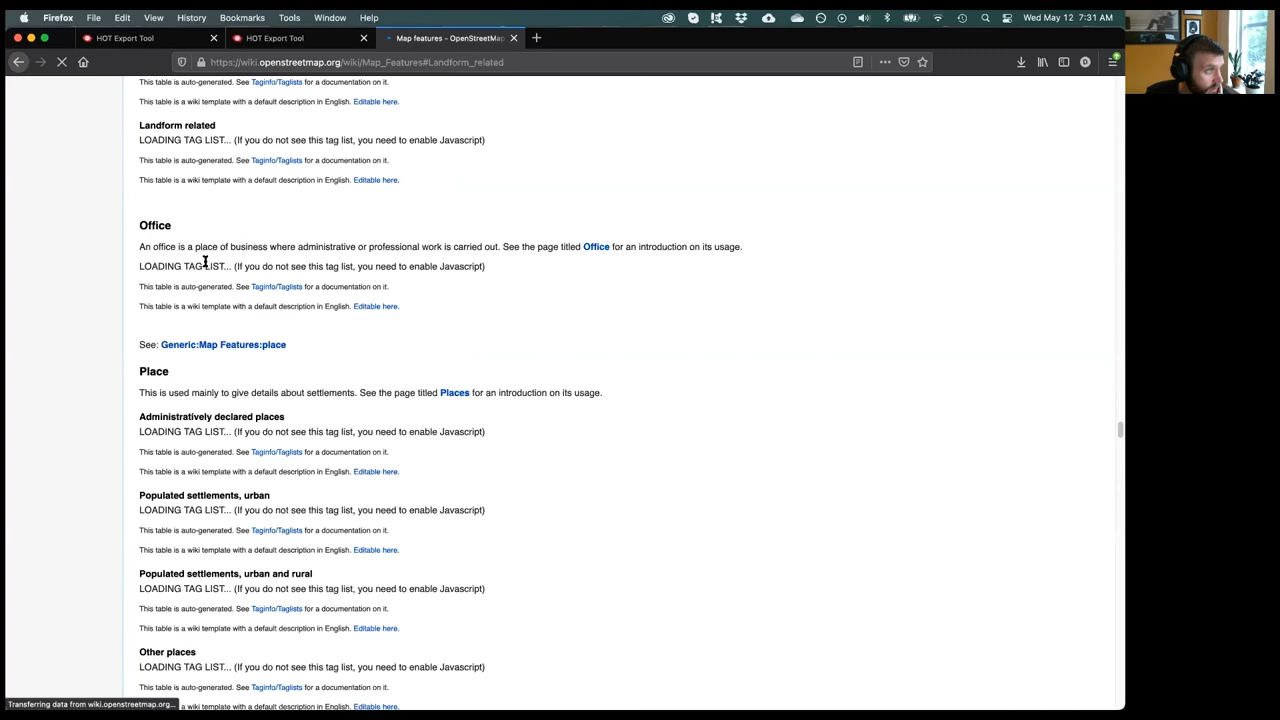 Firefox File Edit View History Bookmarks Tools Window Help Wed May 12 7:31 AM
HOT Export Tool HOT Export Tool Map features - OpenStreetMap
https://wiki.openstreetmap.org/wiki/Map_Features#Landform_related
This table is auto-generated. See Taginfo/Taglists for a documentation on it.
This table is a wiki template with a default description in English. Editable here.
Landform related
LOADING TAG LIST... (If you do not see this tag list, you need to enable Javascript)
This table is auto-generated. See Taginfo/Taglists for a documentation on it.
This table is a wiki template with a default description in English. Editable here.
Office
An office is a place of business where administrative or professional work is carried out. See the page titled Office for an introduction on its usage.
LOADING TAG LIST... (If you do not see this tag list, you need to enable Javascript)
This table is auto-generated. See Taginfo/Taglists for a documentation on it.
This table is a wiki template with a default description in English. Editable here.
See: Generic:Map Features:place
Place
This is used mainly to give details about settlements. See the page titled Places for an introduction on its usage.
Administratively declared places
LOADING TAG LIST... (If you do not see this tag list, you need to enable Javascript)
This table is auto-generated. See Taginfo/Taglists for a documentation on it.
This table is a wiki template with a default description in English. Editable here.
Populated settlements, urban
LOADING TAG LIST... (If you do not see this tag list, you need to enable Javascript)
This table is auto-generated. See Taginfo/Taglists for a documentation on it.
This table is a wiki template with a default description in English. Editable here.
Populated settlements, urban and rural
LOADING TAG LIST... (If you do not see this tag list, you need to enable Javascript)
This table is auto-generated. See Taginfo/Taglists for a documentation on it.
This table is a wiki template with a default description in English. Editable here.
Other places
LOADING TAG LIST... (If you do not see this tag list, you need to enable Javascript)
This table is auto-generated. See Taginfo/Taglists for a documentation on it.
Transferring data from wiki.openstreetmap.org... a wiki template with a default description in English. Editable here.